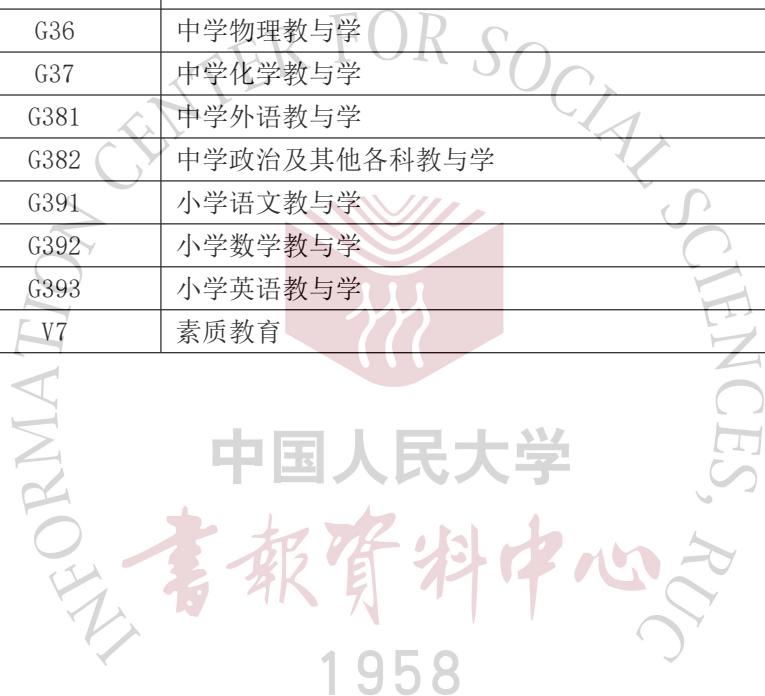 G36 中学物理教与学
G37 中学化学教与学
G381 中学外语教与学
G382 中学政治及其他各科教与学
G391 小学语文教与学
G392 小学数学教与学
G393 小学英语教与学
V7 素质教育
INFORMATION CENTER FOR SOCIAL SCIENCES, RUC
中国人民大学
書報資料中心
1958